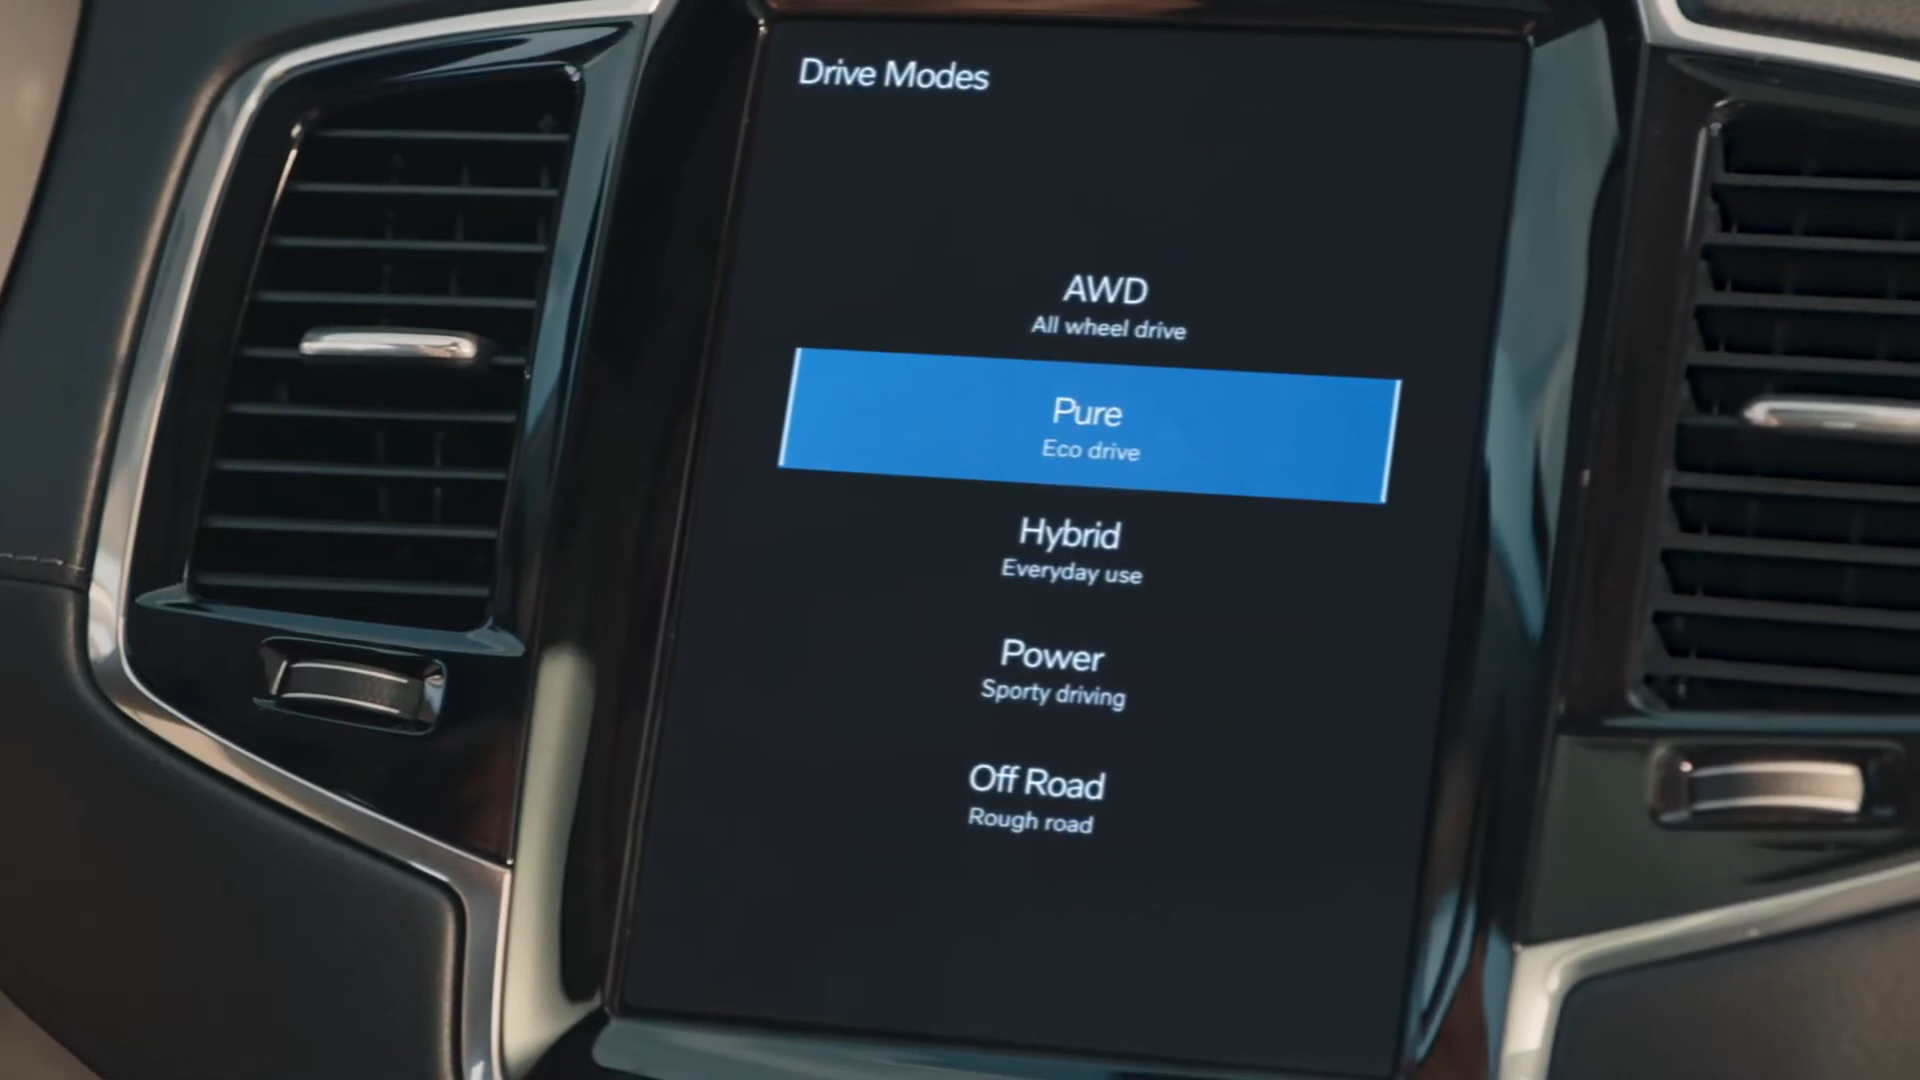 Drive Modes
AWD
All wheel drive
Pure
Eco drive
Hybrid
Everyday use
Power
Sporty driving
Off Road
Rough road